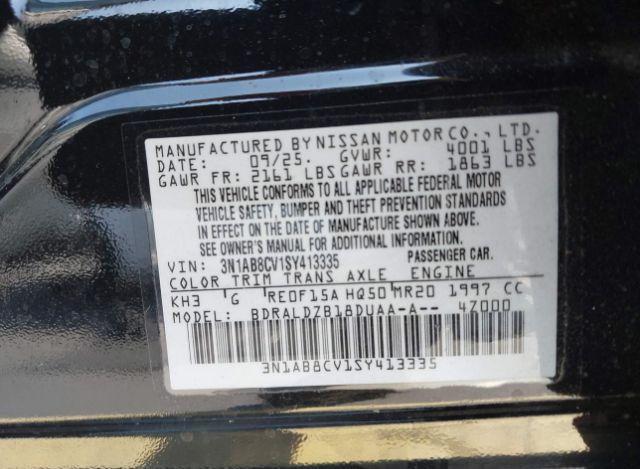 MANUFACTURED BY NISSAN MOTOR CO., LTD.
DATE: 09/25. GVWR: 4001 LBS
GAWR FR: 2161 LBS GAWR RR: 1863 LBS
THIS VEHICLE CONFORMS TO ALL APPLICABLE FEDERAL MOTOR
VEHICLE SAFETY, BUMPER AND THEFT PREVENTION STANDARDS
IN EFFECT ON THE DATE OF MANUFACTURE SHOWN ABOVE.
SEE OWNER'S MANUAL FOR ADDITIONAL INFORMATION.
VIN: 3N1AB8CV1SY413335 PASSENGER CAR.
COLOR TRIM TRANS AXLE ENGINE
KH3 G RE0F15A HQ50 MR20 1997 CC
MODEL: BDRALDZB18DUAA-A-- 4Z000
3N1AB8CV1SY413335